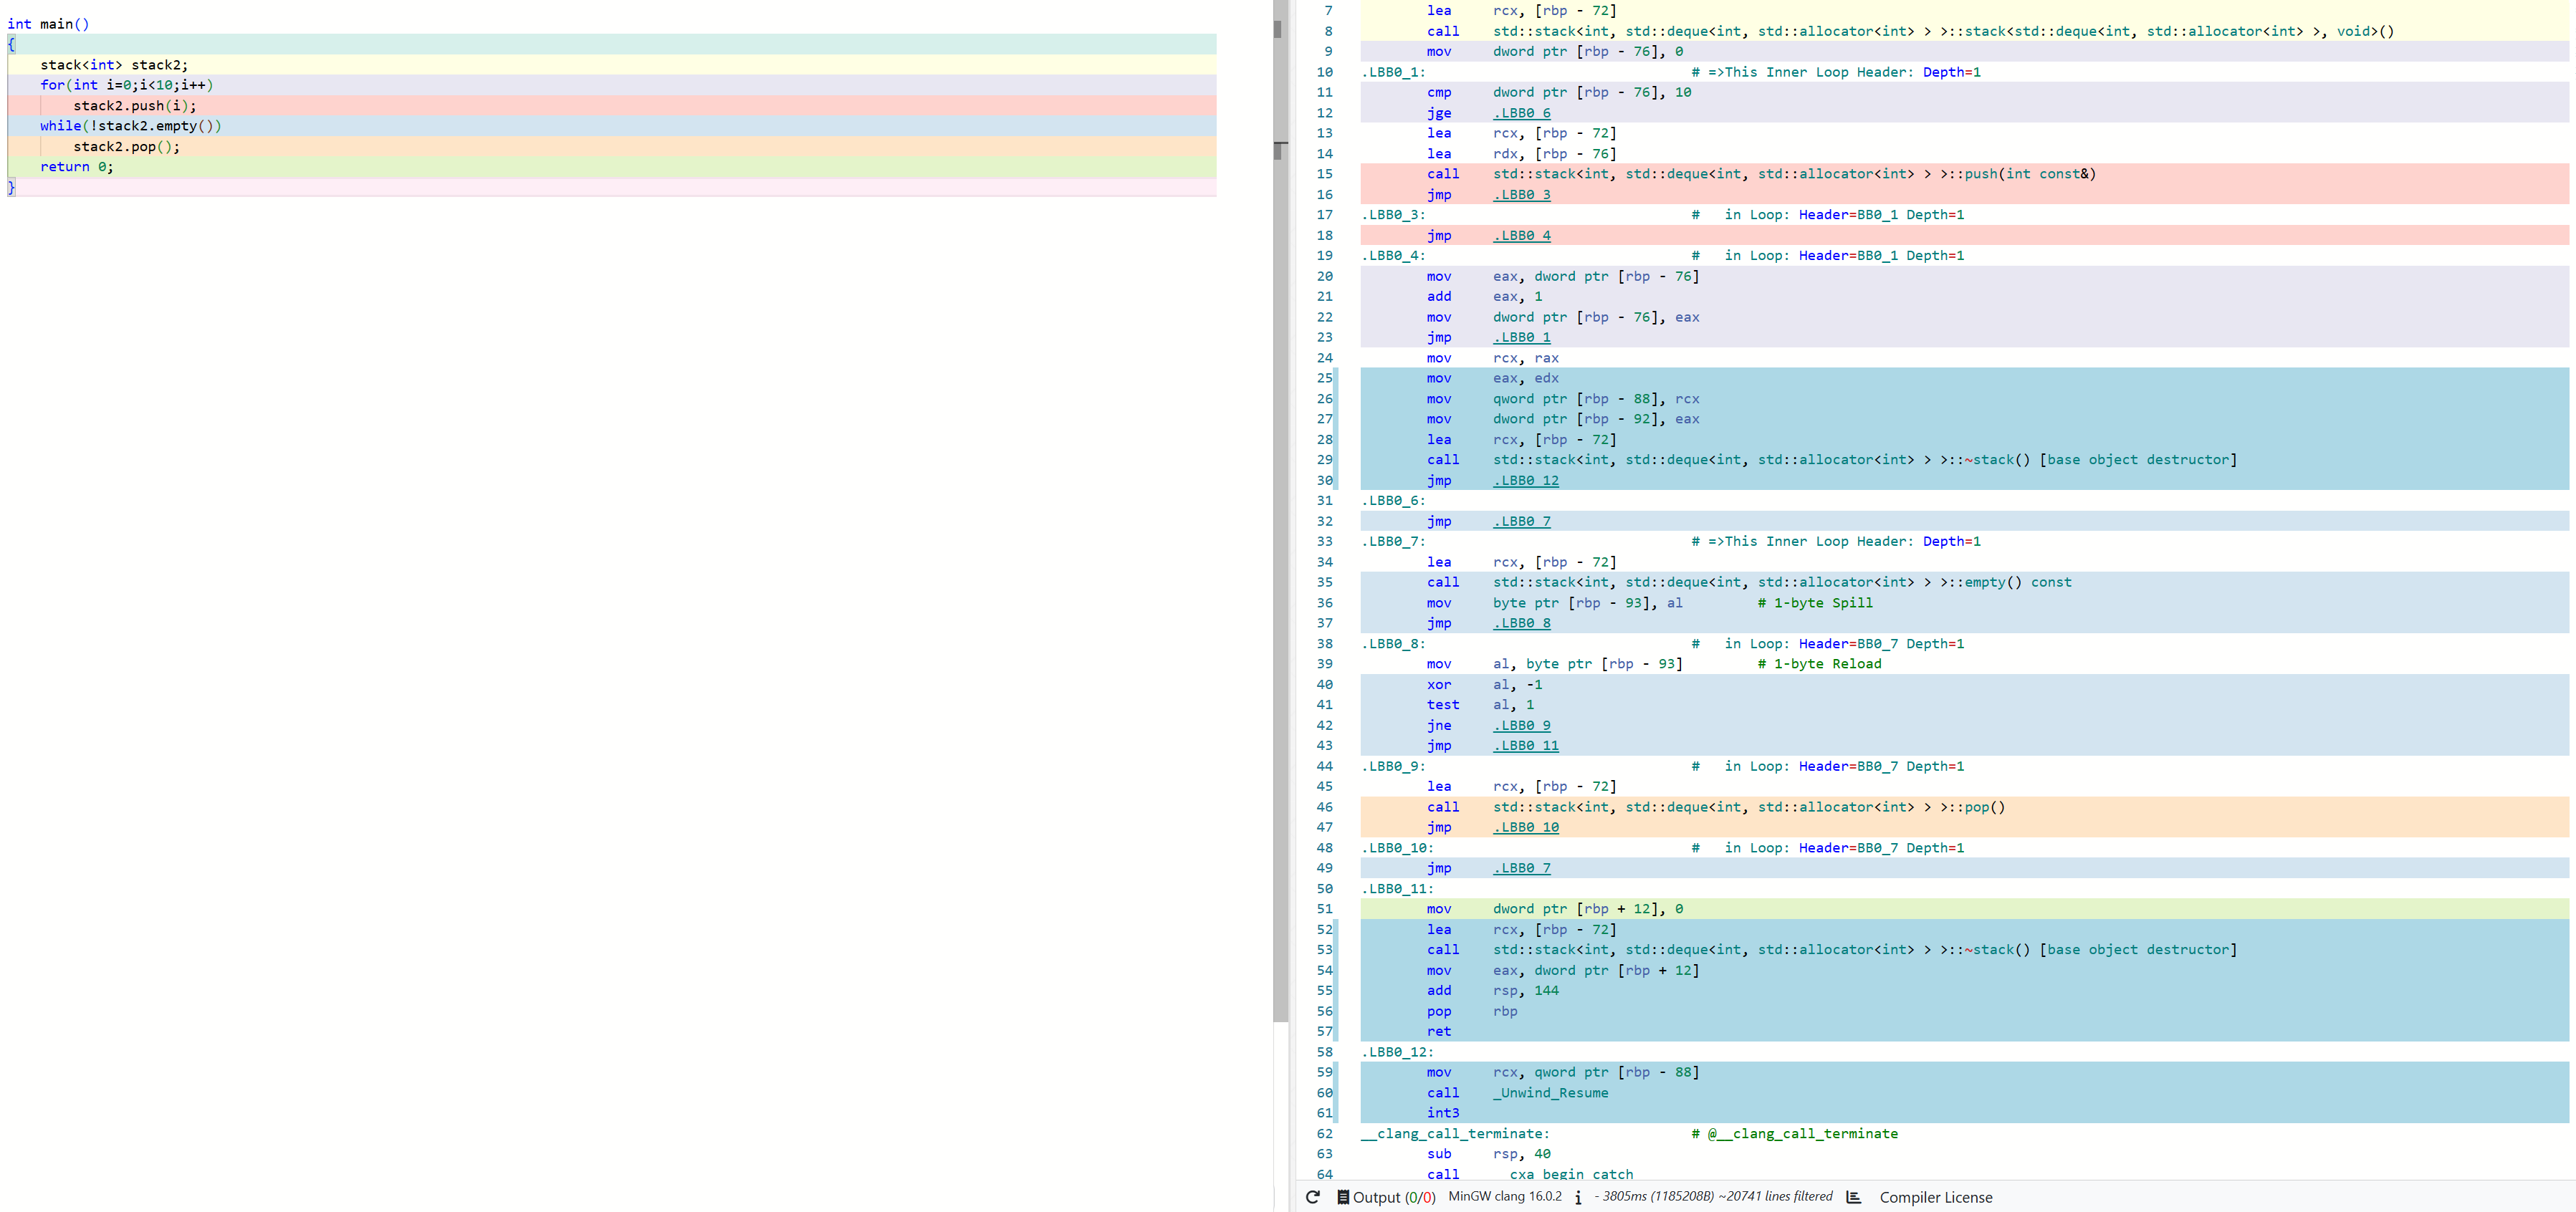 int main()
{
    stack<int> stack2;
    for(int i=0;i<10;i++)
        stack2.push(i);
    while(!stack2.empty())
        stack2.pop();
    return 0;
}
7 lea rcx, [rbp - 72]
8 call std::stack<int, std::deque<int, std::allocator<int> > >::stack<std::deque<int, std::allocator<int> >, void>()
9 mov dword ptr [rbp - 76], 0
10 .LBB0_1: # =>This Inner Loop Header: Depth=1
11 cmp dword ptr [rbp - 76], 10
12 jge .LBB0_6
13 lea rcx, [rbp - 72]
14 lea rdx, [rbp - 76]
15 call std::stack<int, std::deque<int, std::allocator<int> > >::push(int const&)
16 jmp .LBB0_3
17 .LBB0_3: # in Loop: Header=BB0_1 Depth=1
18 jmp .LBB0_4
19 .LBB0_4: # in Loop: Header=BB0_1 Depth=1
20 mov eax, dword ptr [rbp - 76]
21 add eax, 1
22 mov dword ptr [rbp - 76], eax
23 jmp .LBB0_1
24 mov rcx, rax
25 mov eax, edx
26 mov qword ptr [rbp - 88], rcx
27 mov dword ptr [rbp - 92], eax
28 lea rcx, [rbp - 72]
29 call std::stack<int, std::deque<int, std::allocator<int> > >::~stack() [base object destructor]
30 jmp .LBB0_12
31 .LBB0_6:
32 jmp .LBB0_7
33 .LBB0_7: # =>This Inner Loop Header: Depth=1
34 lea rcx, [rbp - 72]
35 call std::stack<int, std::deque<int, std::allocator<int> > >::empty() const
36 mov byte ptr [rbp - 93], al # 1-byte Spill
37 jmp .LBB0_8
38 .LBB0_8: # in Loop: Header=BB0_7 Depth=1
39 mov al, byte ptr [rbp - 93] # 1-byte Reload
40 xor al, -1
41 test al, 1
42 jne .LBB0_9
43 jmp .LBB0_11
44 .LBB0_9: # in Loop: Header=BB0_7 Depth=1
45 lea rcx, [rbp - 72]
46 call std::stack<int, std::deque<int, std::allocator<int> > >::pop()
47 jmp .LBB0_10
48 .LBB0_10: # in Loop: Header=BB0_7 Depth=1
49 jmp .LBB0_7
50 .LBB0_11:
51 mov dword ptr [rbp + 12], 0
52 lea rcx, [rbp - 72]
53 call std::stack<int, std::deque<int, std::allocator<int> > >::~stack() [base object destructor]
54 mov eax, dword ptr [rbp + 12]
55 add rsp, 144
56 pop rbp
57 ret
58 .LBB0_12:
59 mov rcx, qword ptr [rbp - 88]
60 call _Unwind_Resume
61 int3
62 __clang_call_terminate: # @__clang_call_terminate
63 sub rsp, 40
64 call __cxa_begin_catch
Output (0/0) MinGW clang 16.0.2 i - 3805ms (1185208B) ~20741 lines filtered Compiler License